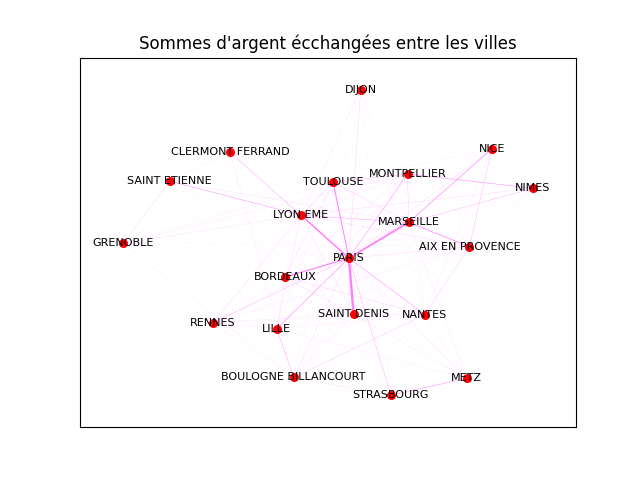 Sommes d'argent écchangées entre les villes
DIJON
NICE
CLERMONT FERRAND
MONTPELLIER
SAINT ETIENNE
TOULOUSE
NIMES
LYON EME
MARSEILLE
GRENOBLE
AIX EN PROVENCE
PARIS
BORDEAUX
SAINT DENIS
NANTES
RENNES
LILLE
BOULOGNE BILLANCOURT
METZ
STRASBOURG